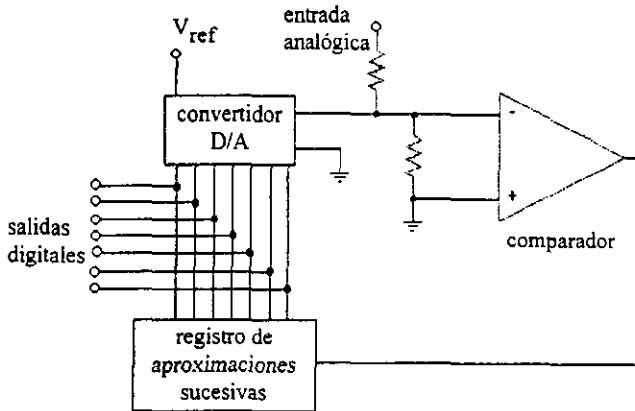 entrada
analógica
V ref
convertidor
D/A
-
+
comparador
salidas
digitales
registro de
aproximaciones
sucesivas